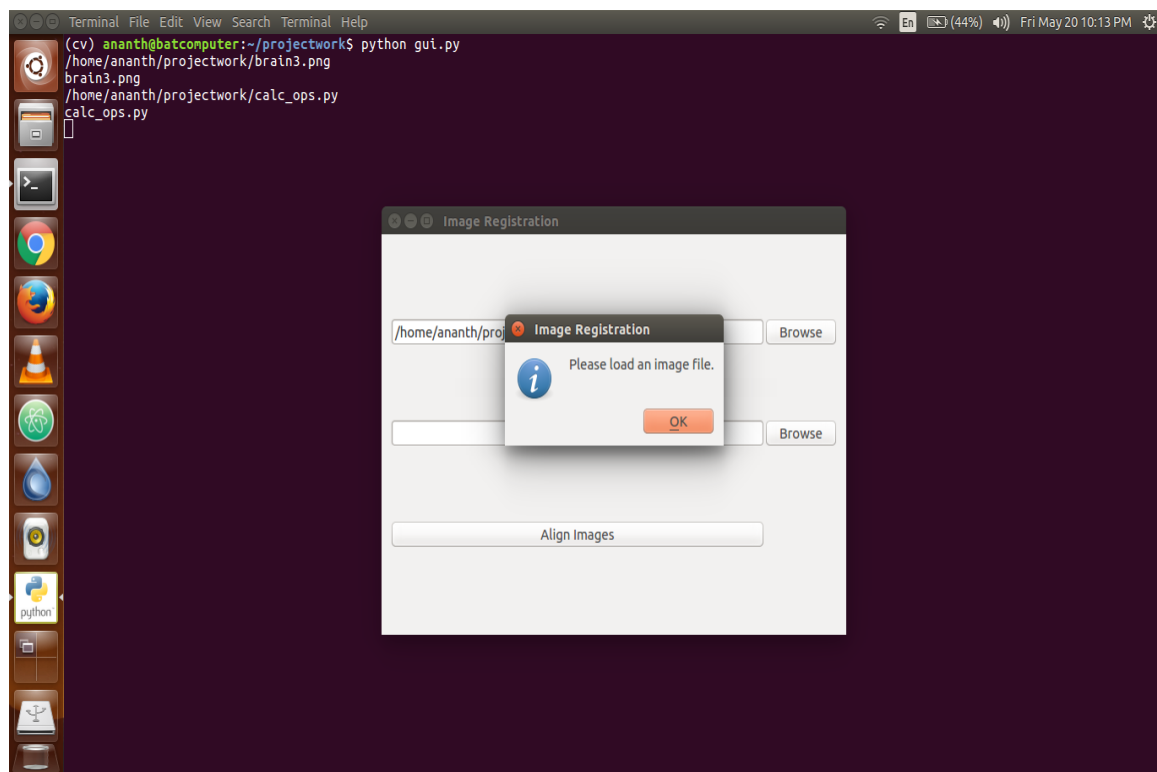 Terminal File Edit View Search Terminal Help
En (44%) Fri May 20 10:13 PM
(cv) ananth@batcomputer:~/projectwork$ python gui.py
/home/ananth/projectwork/brain3.png
brain3.png
/home/ananth/projectwork/calc_ops.py
calc_ops.py
Image Registration
/home/ananth/proj
Browse
Image Registration
Please load an image file.
OK
Browse
Align Images
python